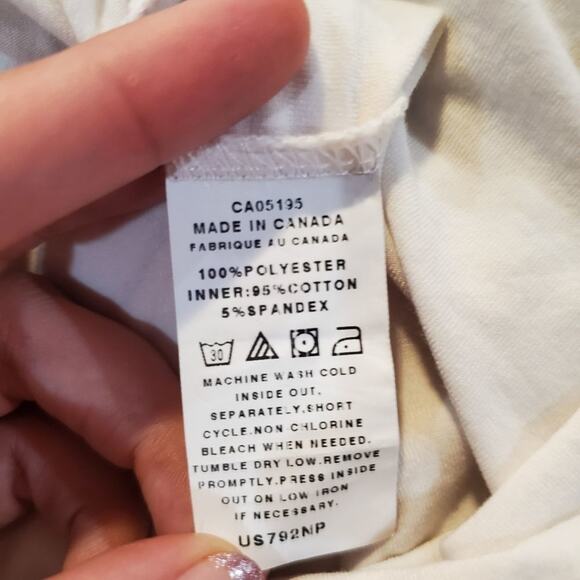 CA05195
MADE IN CANADA
FABRIQUE AU CANADA
100%POLYESTER
INNER:95%COTTON
5%SPANDEX
30
MACHINE WASH COLD
INSIDE OUT.
SEPARATELY.SHORT
CYCLE.NON-CHLORINE
BLEACH WHEN NEEDED.
TUMBLE DRY LOW.REMOVE
PROMPTLY.PRESS INSIDE
OUT ON LOW IRON
IF NECESSARY.
US792NP